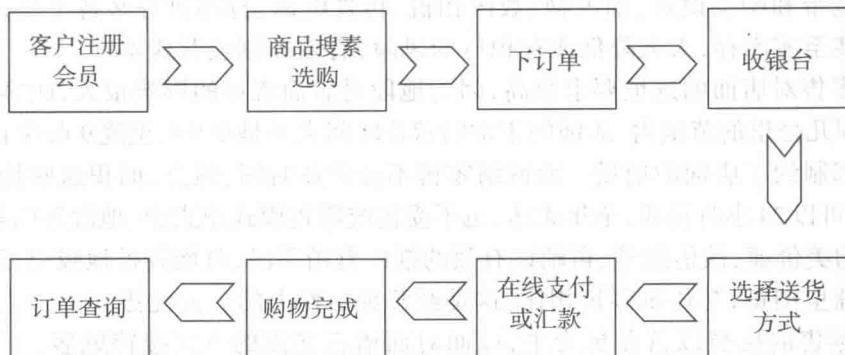 客户注册
会员
商品搜素
选购
下订单
收银台
选择送货
方式
在线支付
或汇款
购物完成
订单查询